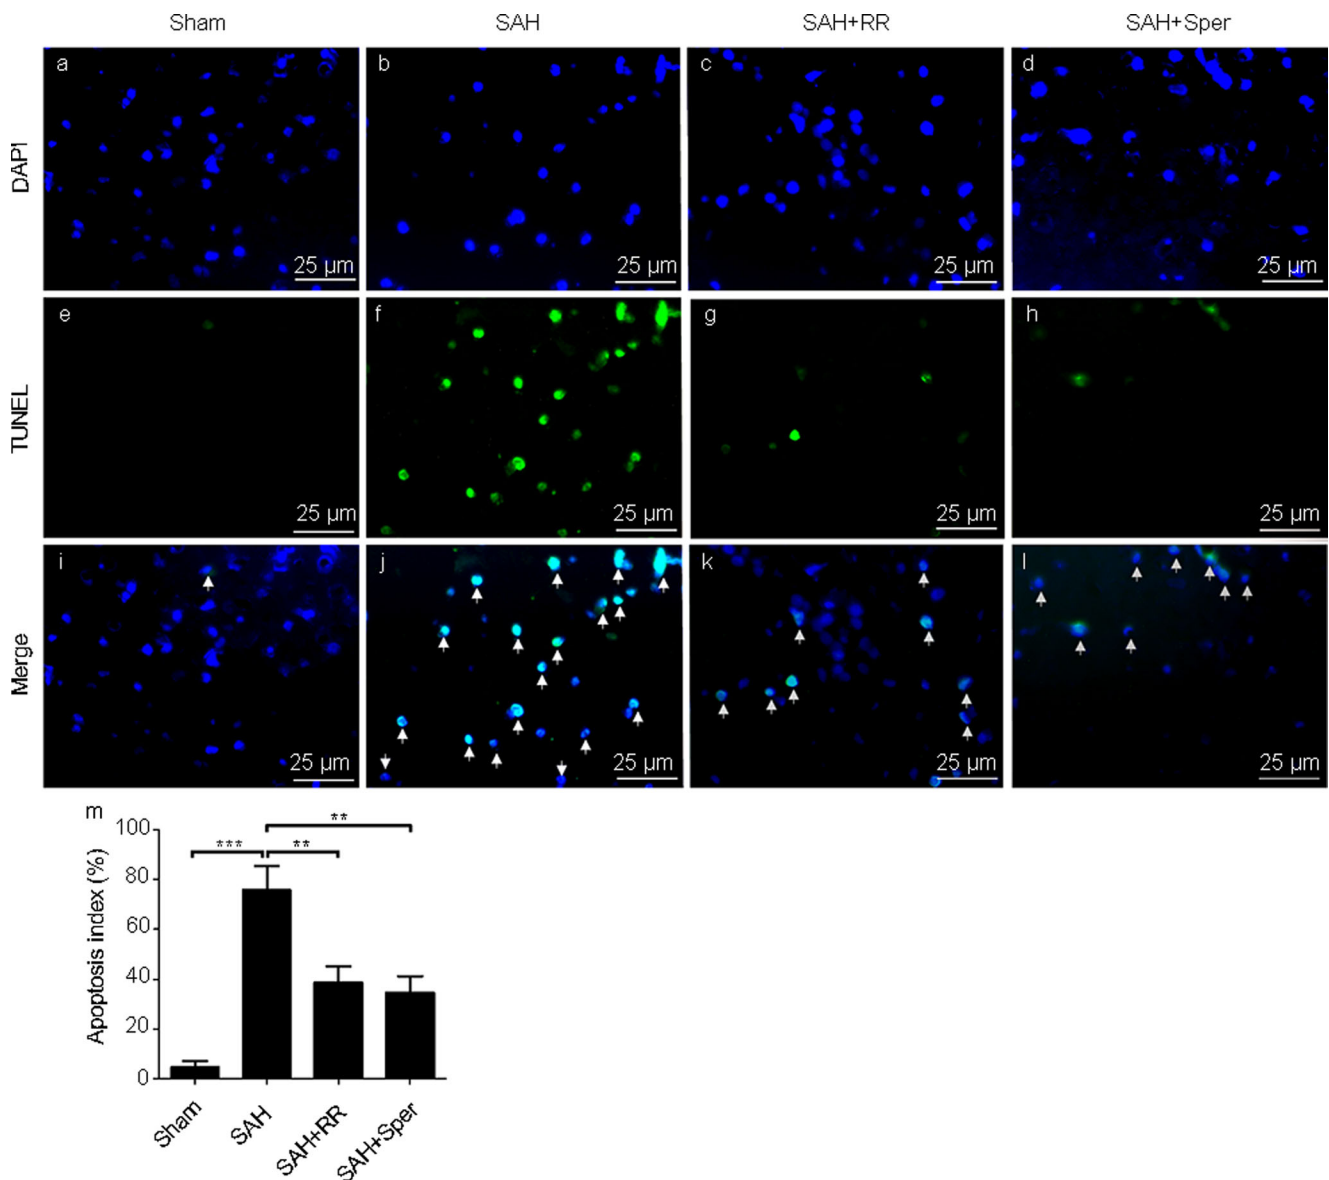 Sham SAH SAH+RR SAH+Sper
DAPI
a b c d
25 µm 25 µm 25 µm 25 µm
TUNEL
e f g h
25 µm 25 µm 25 µm 25 µm
Merge
i j k l
25 µm 25 µm 25 µm 25 µm
m
Apoptosis index (%)
100
80
60
40
20
0
*** ** **
Sham SAH SAH+RR SAH+Sper